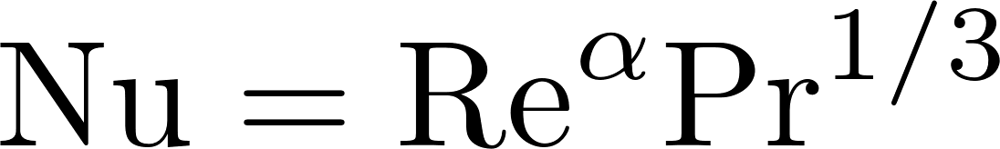 Nu = Re^α Pr^1/3